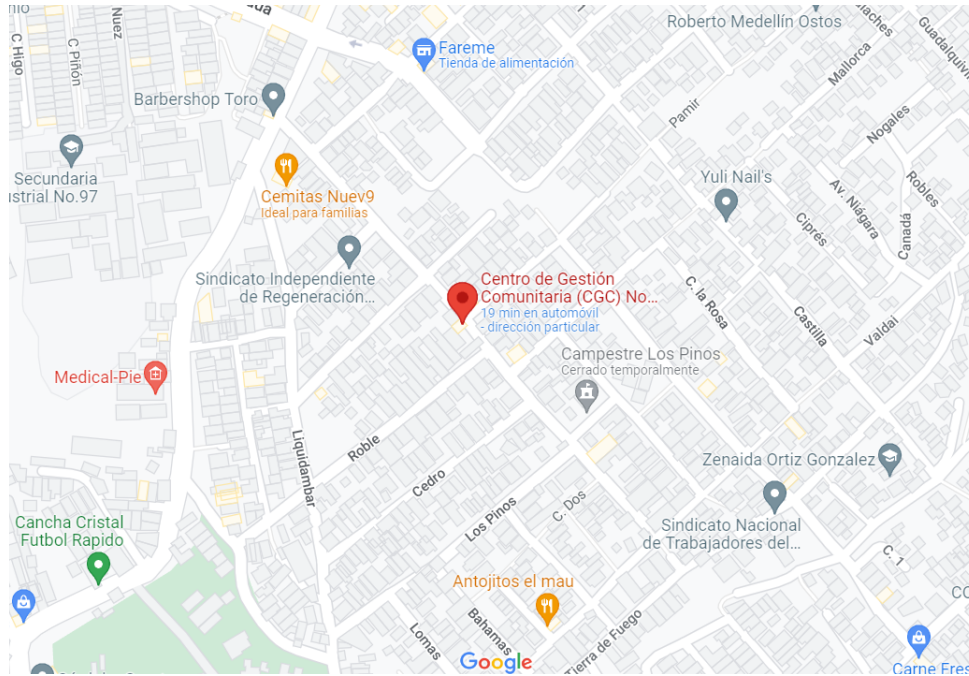 C. Higo
C Piñón
Nuez
Roberto Medellín Ostos
Guadalquivir
Mallorca
Fareme
Tienda de alimentación
Barbershop Toro
Pamir
Nogales
Secundaria
ustrial No.97
Cemitas Nuev9
Ideal para familias
Yuli Nail's
Av. Niágara
Robles
Canadá
Ciprés
Sindicato Independiente
de Regeneración...
Centro de Gestión
Comunitaria (CGC) No...
19 min en automóvil
- dirección particular
C. la Rosa
Castilla
Valdai
Campestre Los Pinos
Cerrado temporalmente
Medical-Pie
Liquidambar
Roble
Cedro
Zenaida Ortiz Gonzalez
Los Pinos
C. Dos
Cancha Cristal
Futbol Rapido
Sindicato Nacional
de Trabajadores del...
C. 1
Antojitos el mau
Bahamas
Lomas
Tierra de Fuego
Google
Carne Fres